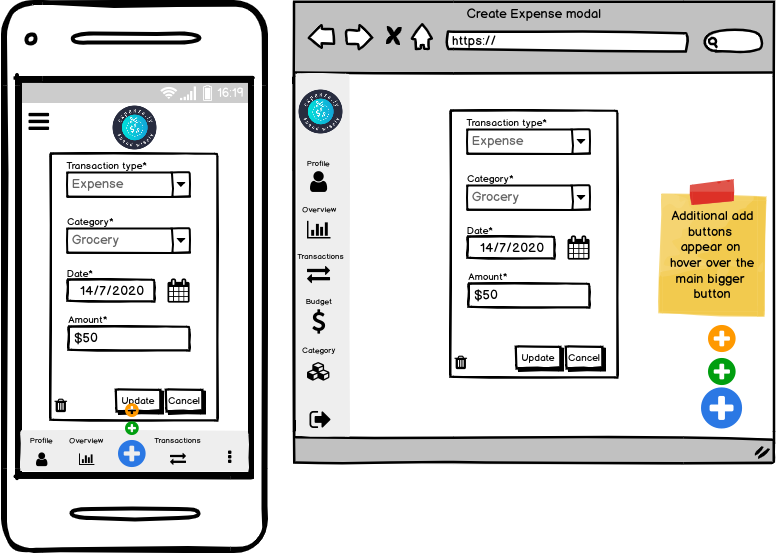 16:19
Transaction type*
Expense
Category*
Grocery
Date*
14/7/2020
Amount*
$50
Update
Cancel
Profile
Overview
Transactions
Create Expense modal
https://
Profile
Overview
Transactions
Budget
$
Category
Transaction type*
Expense
Category*
Grocery
Date*
14/7/2020
Amount*
$50
Update
Cancel
Additional add
buttons
appear on
hover over the
main bigger
button